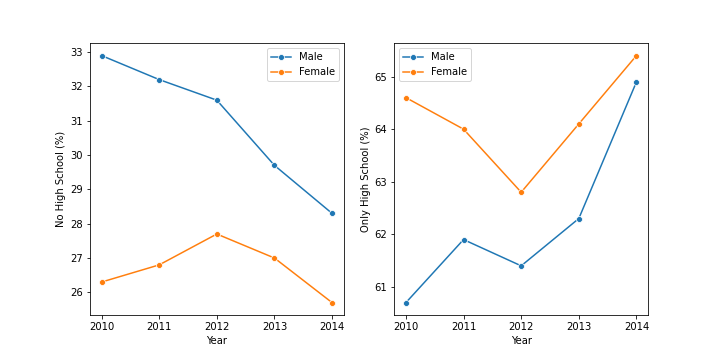 No High School (%)
33
32
31
30
29
28
27
26
Male
Female
2010 2011 2012 2013 2014
Year
Only High School (%)
65
64
63
62
61
Male
Female
2010 2011 2012 2013 2014
Year